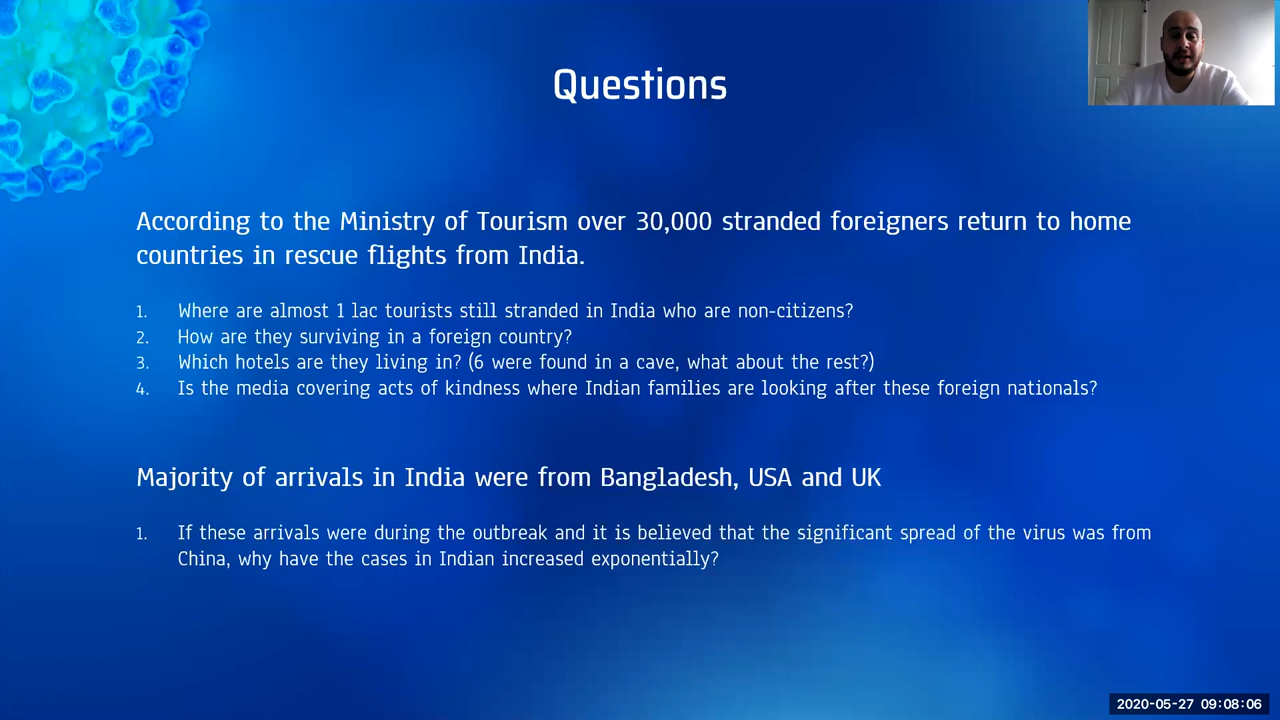 Questions
According to the Ministry of Tourism over 30,000 stranded foreigners return to home
countries in rescue flights from India.
1. Where are almost 1 lac tourists still stranded in India who are non-citizens?
2. How are they surviving in a foreign country?
3. Which hotels are they living in? (6 were found in a cave, what about the rest?)
4. Is the media covering acts of kindness where Indian families are looking after these foreign nationals?
Majority of arrivals in India were from Bangladesh, USA and UK
1. If these arrivals were during the outbreak and it is believed that the significant spread of the virus was from
China, why have the cases in Indian increased exponentially?
2020-05-27 09:08:06